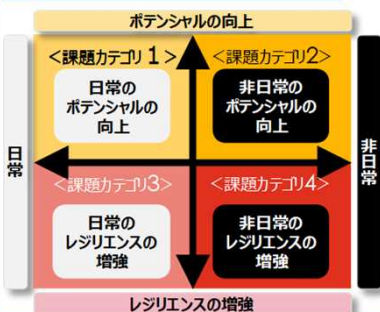 ポテンシャルの向上
<課題カテゴリ1>
日常の
ポテンシャルの
向上
<課題カテゴリ2>
非日常の
ポテンシャルの
向上
日常
非日常
<課題カテゴリ3>
日常の
レジリエンスの
増強
<課題カテゴリ4>
非日常の
レジリエンスの
増強
レジリエンスの増強